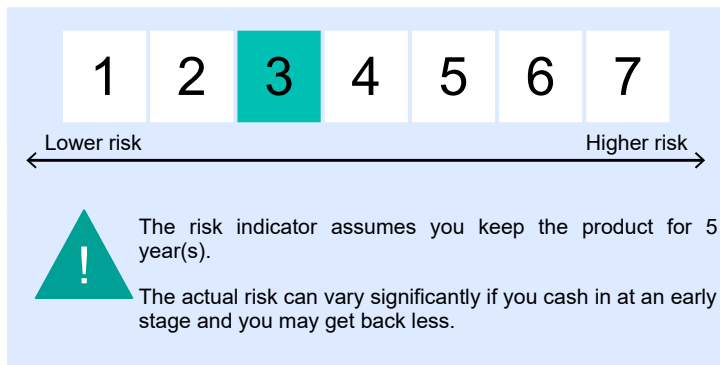 1 2 3 4 5 6 7
Lower risk Higher risk
!
The risk indicator assumes you keep the product for 5
year(s).
The actual risk can vary significantly if you cash in at an early
stage and you may get back less.